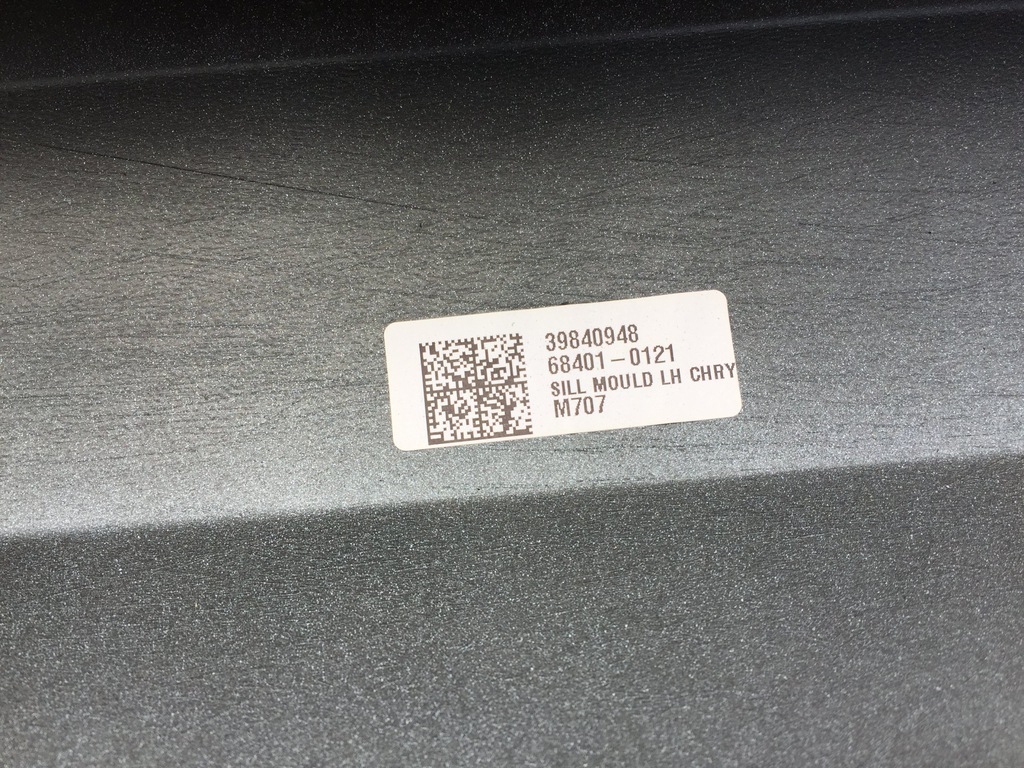 39840948
68401-0121
SILL MOULD LH CHRY
M707